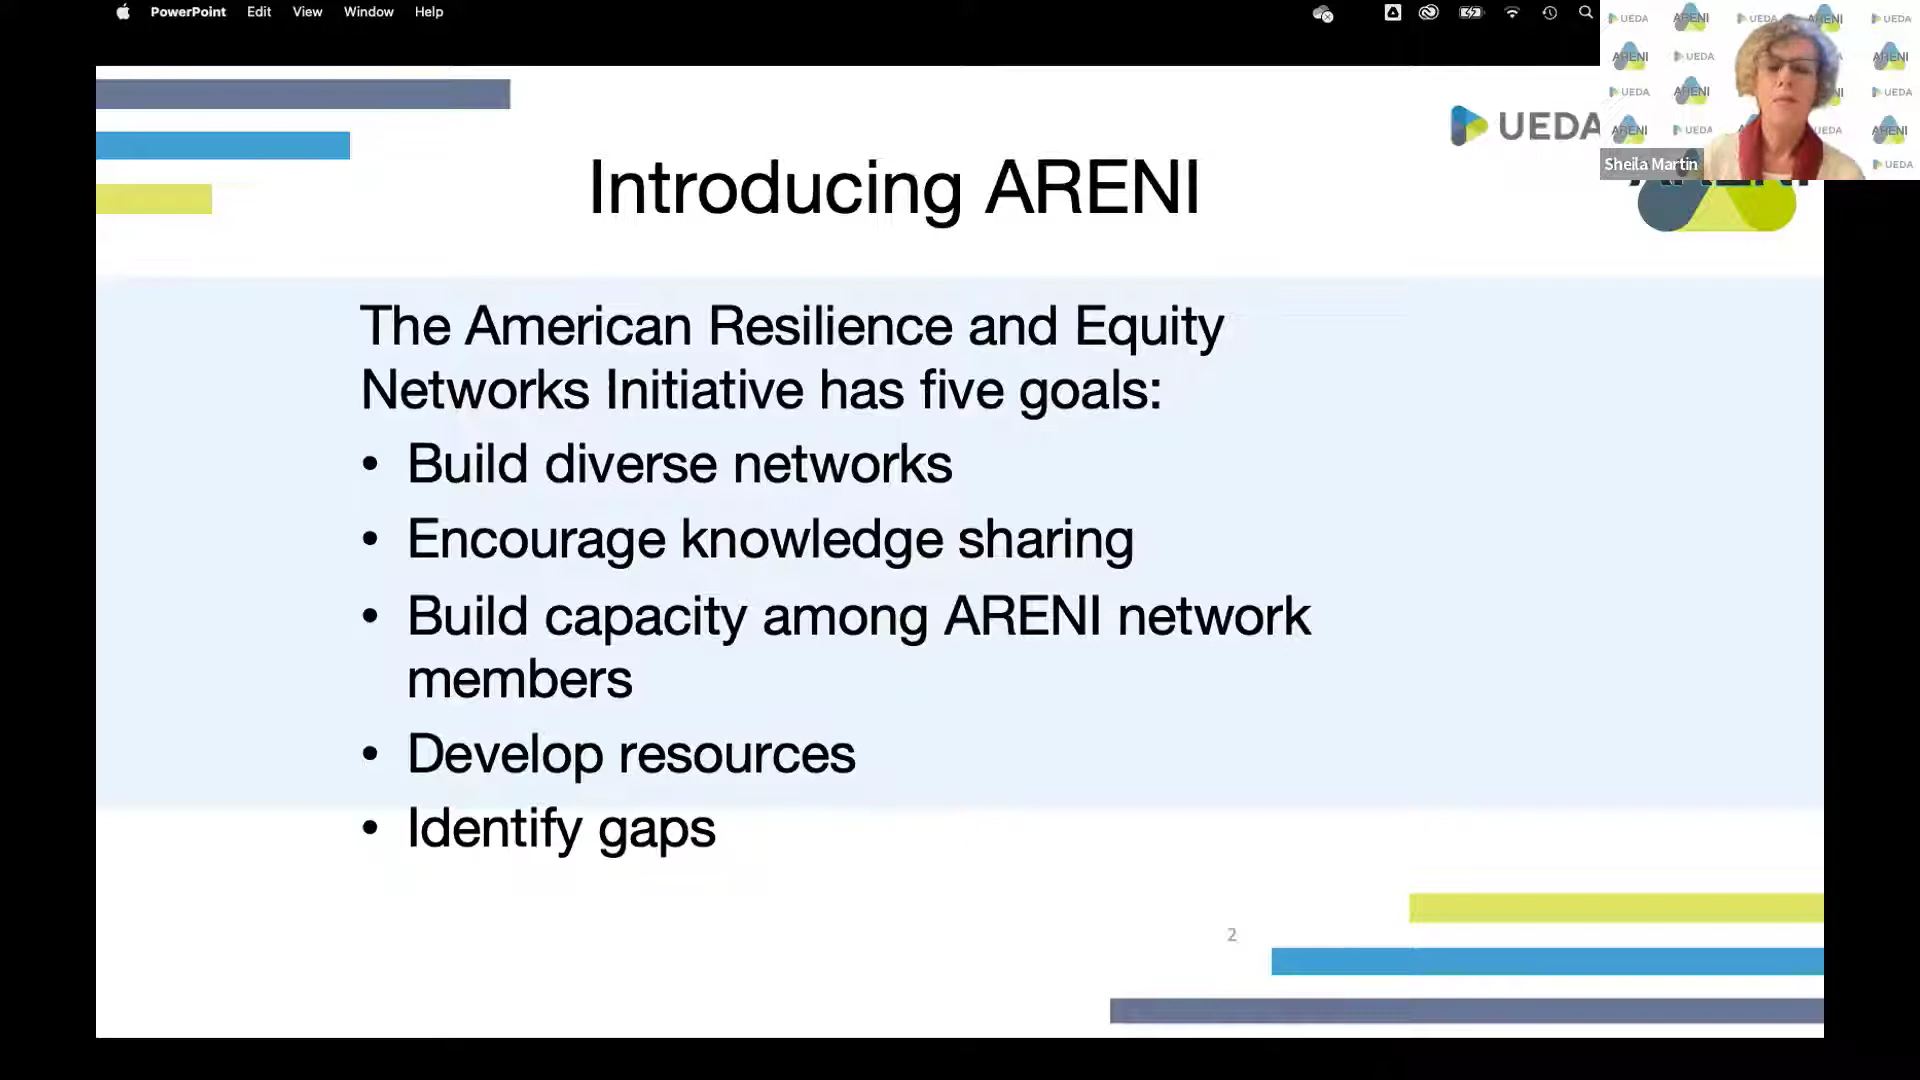 PowerPoint Edit View Window Help
UEDA
Sheila Martin
Introducing ARENI
The American Resilience and Equity
Networks Initiative has five goals:
• Build diverse networks
• Encourage knowledge sharing
• Build capacity among ARENI network
members
• Develop resources
• Identify gaps
2